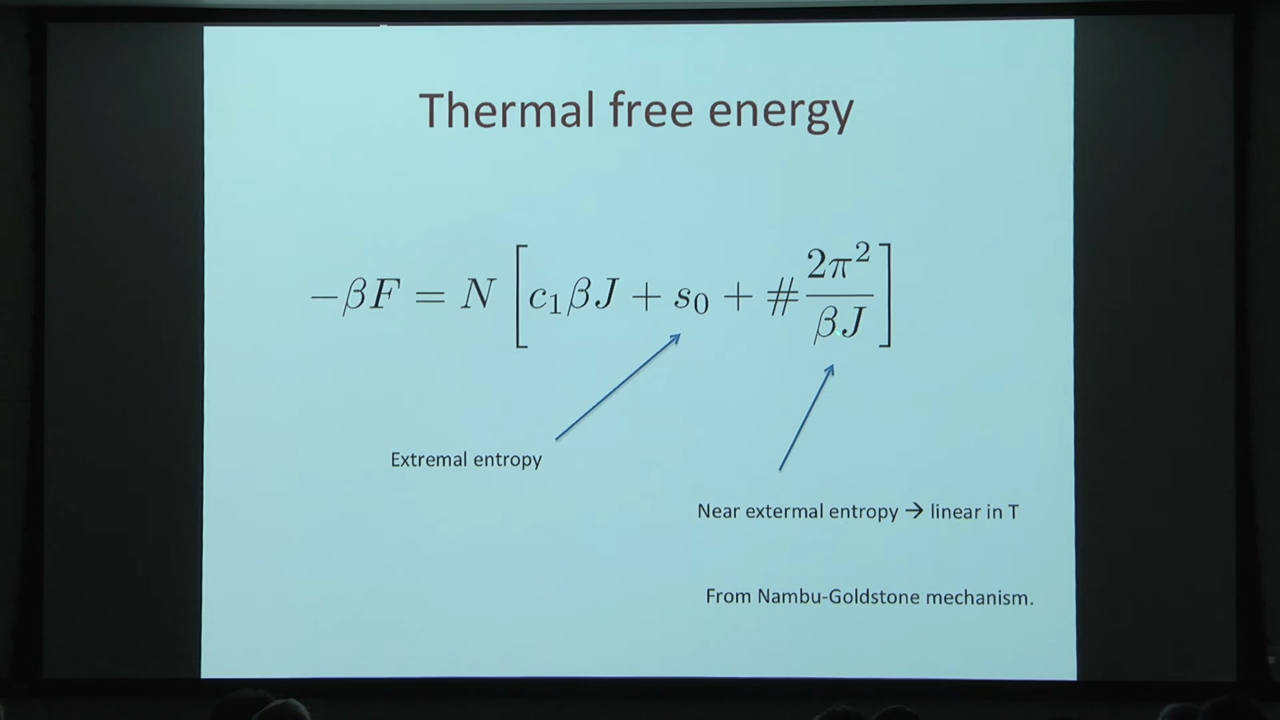 Thermal free energy
−βF = N [c₁βJ + s₀ + # 2π²/βJ]
Extremal entropy
Near extermal entropy → linear in T
From Nambu-Goldstone mechanism.